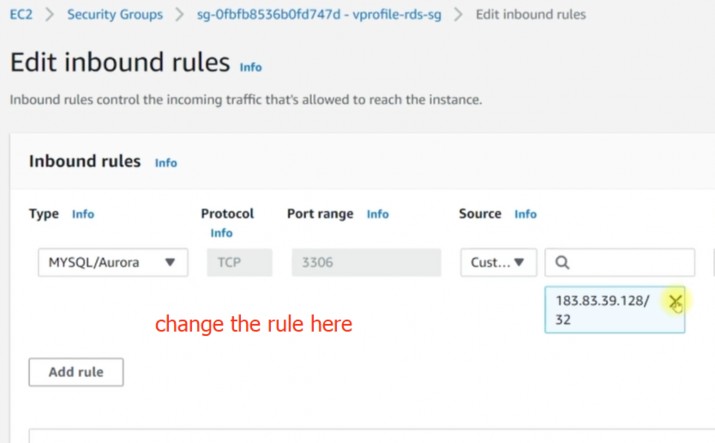 EC2 > Security Groups > sg-0fbfb8536b0fd747d - vprofile-rds-sg > Edit inbound rules
Edit inbound rules Info
Inbound rules control the incoming traffic that's allowed to reach the instance.
Inbound rules Info
Type Info Protocol Info Port range Info Source Info
MYSQL/Aurora TCP 3306 Cust...
183.83.39.128/
32
change the rule here
Add rule